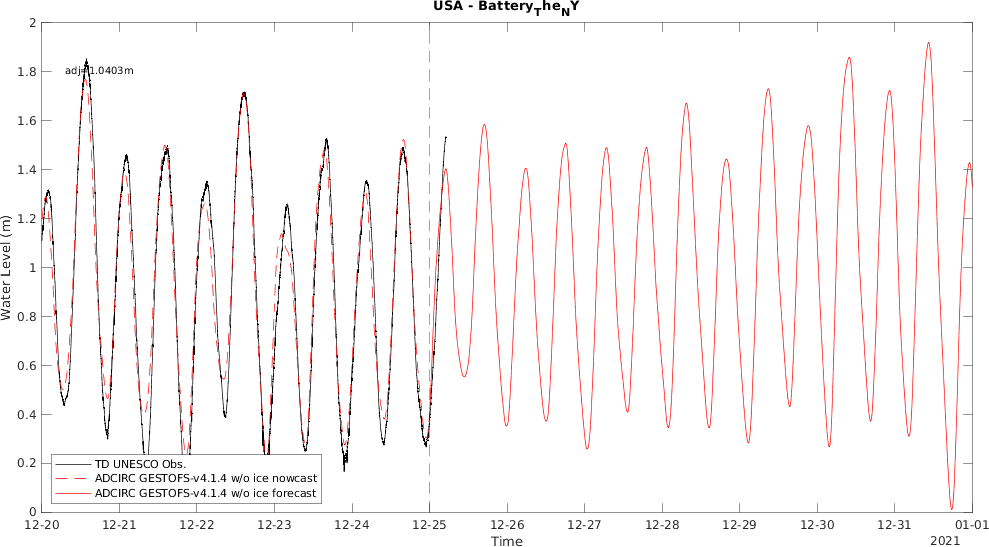 USA - BatteryTheNY
2
1.8
1.6
1.4
1.2
1
0.8
0.6
0.4
0.2
0
Water Level (m)
adj=1.0403m
TD UNESCO Obs.
ADCIRC GESTOFS-v4.1.4 w/o ice nowcast
ADCIRC GESTOFS-v4.1.4 w/o ice forecast
12-20 12-21 12-22 12-23 12-24 12-25 12-26 12-27 12-28 12-29 12-30 12-31 01-01
Time
2021